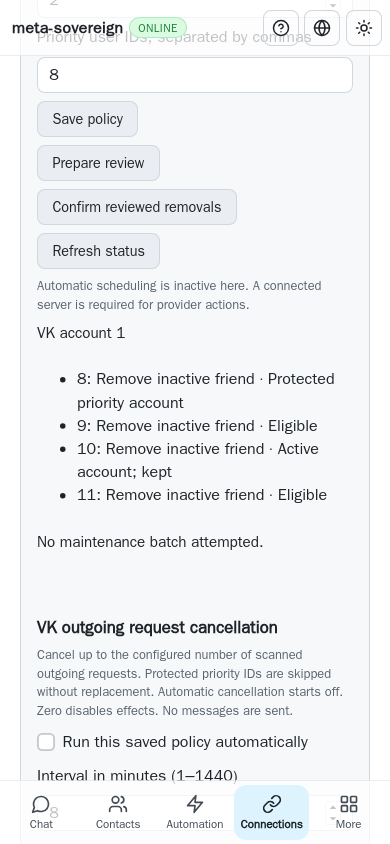 2
meta-sovereign ONLINE
Priority user IDs, separated by commas
8
Save policy
Prepare review
Confirm reviewed removals
Refresh status
Automatic scheduling is inactive here. A connected
server is required for provider actions.
VK account 1
• 8: Remove inactive friend · Protected
priority account
• 9: Remove inactive friend · Eligible
• 10: Remove inactive friend · Active
account; kept
• 11: Remove inactive friend · Eligible
No maintenance batch attempted.
VK outgoing request cancellation
Cancel up to the configured number of scanned
outgoing requests. Protected priority IDs are skipped
without replacement. Automatic cancellation starts off.
Zero disables effects. No messages are sent.
Run this saved policy automatically
Interval in minutes (1–1440)
8
Chat Contacts Automation Connections More